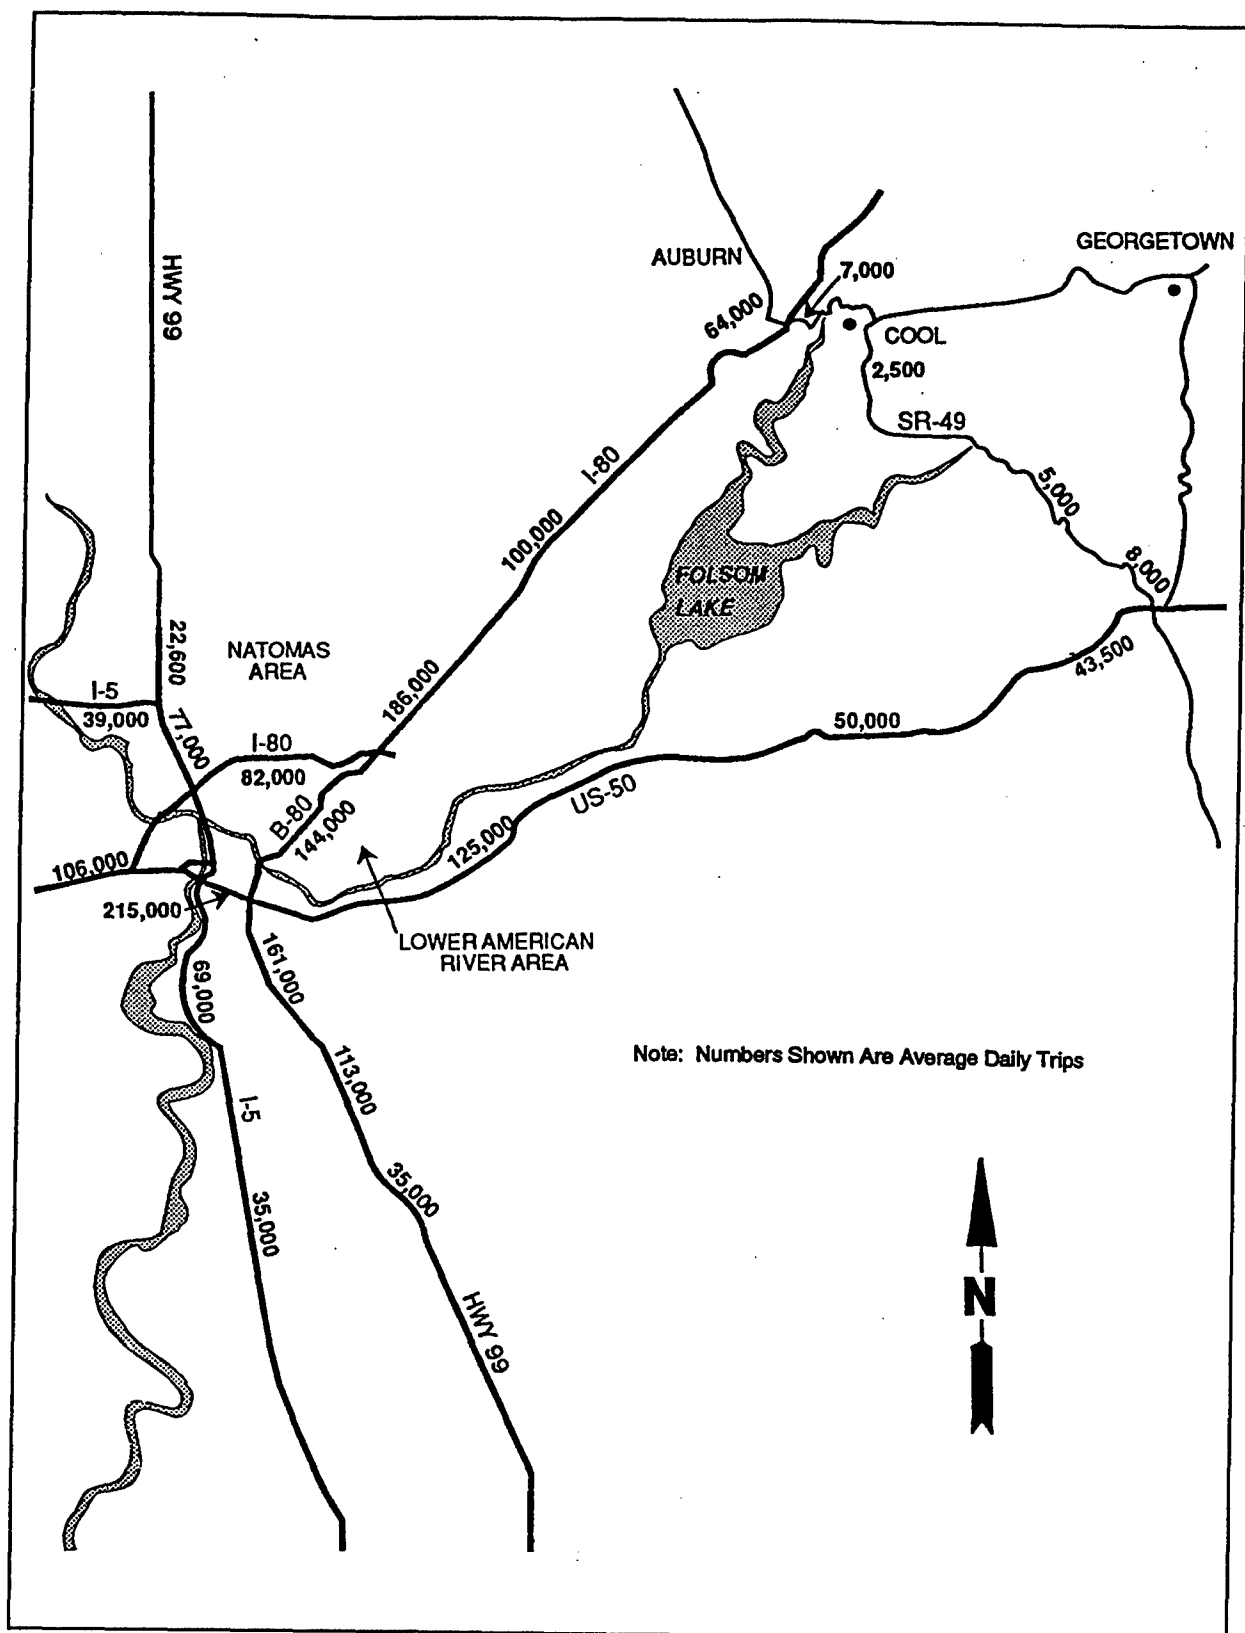 GEORGETOWN
AUBURN
7,000
HWY 99
64,000
COOL
2,500
SR-49
I-80
5,000
100,000
8,000
FOLSOM
LAKE
22,600
NATOMAS
AREA
43,500
186,000
I-5
39,000
77,000
50,000
I-80
82,000
US-50
B-80
144,000
125,000
106,000
215,000
LOWER AMERICAN
RIVER AREA
161,000
69,000
Note: Numbers Shown Are Average Daily Trips
113,000
I-5
35,000
35,000
N
HWY 99